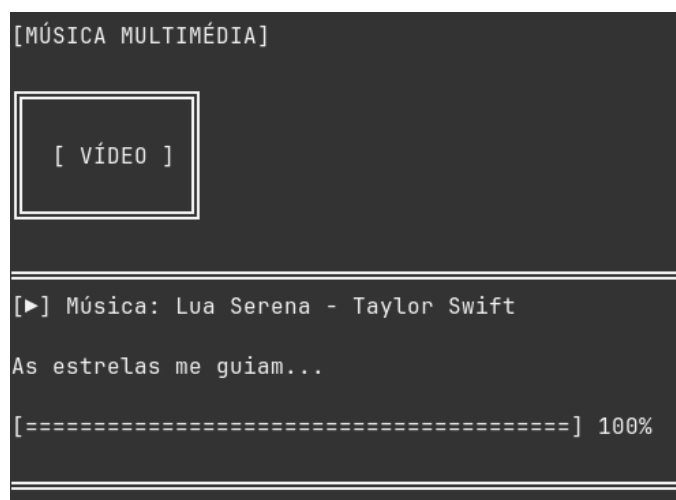 [MÚSICA MULTIMÉDIA]
[ VÍDEO ]
[►] Música: Lua Serena - Taylor Swift
As estrelas me guiam...
[========================================] 100%